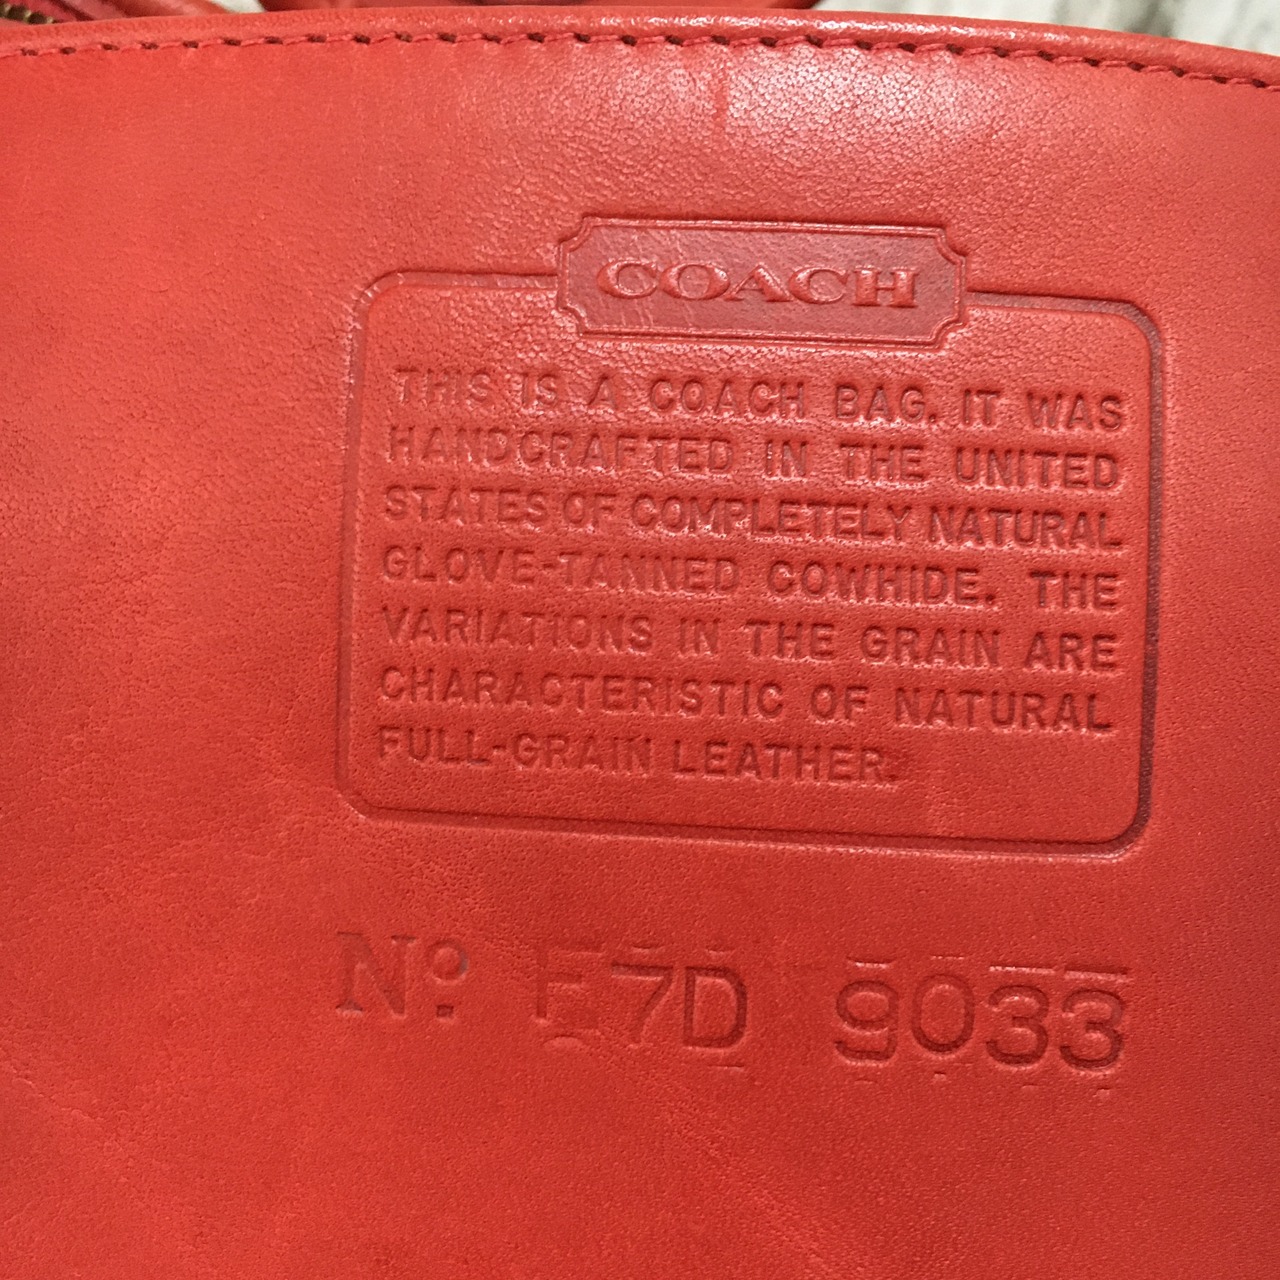 COACH
THIS IS A COACH BAG. IT WAS
HANDCRAFTED IN THE UNITED
STATES OF COMPLETELY NATURAL
GLOVE-TANNED COWHIDE. THE
VARIATIONS IN THE GRAIN ARE
CHARACTERISTIC OF NATURAL
FULL-GRAIN LEATHER.
Nº F7D 9033